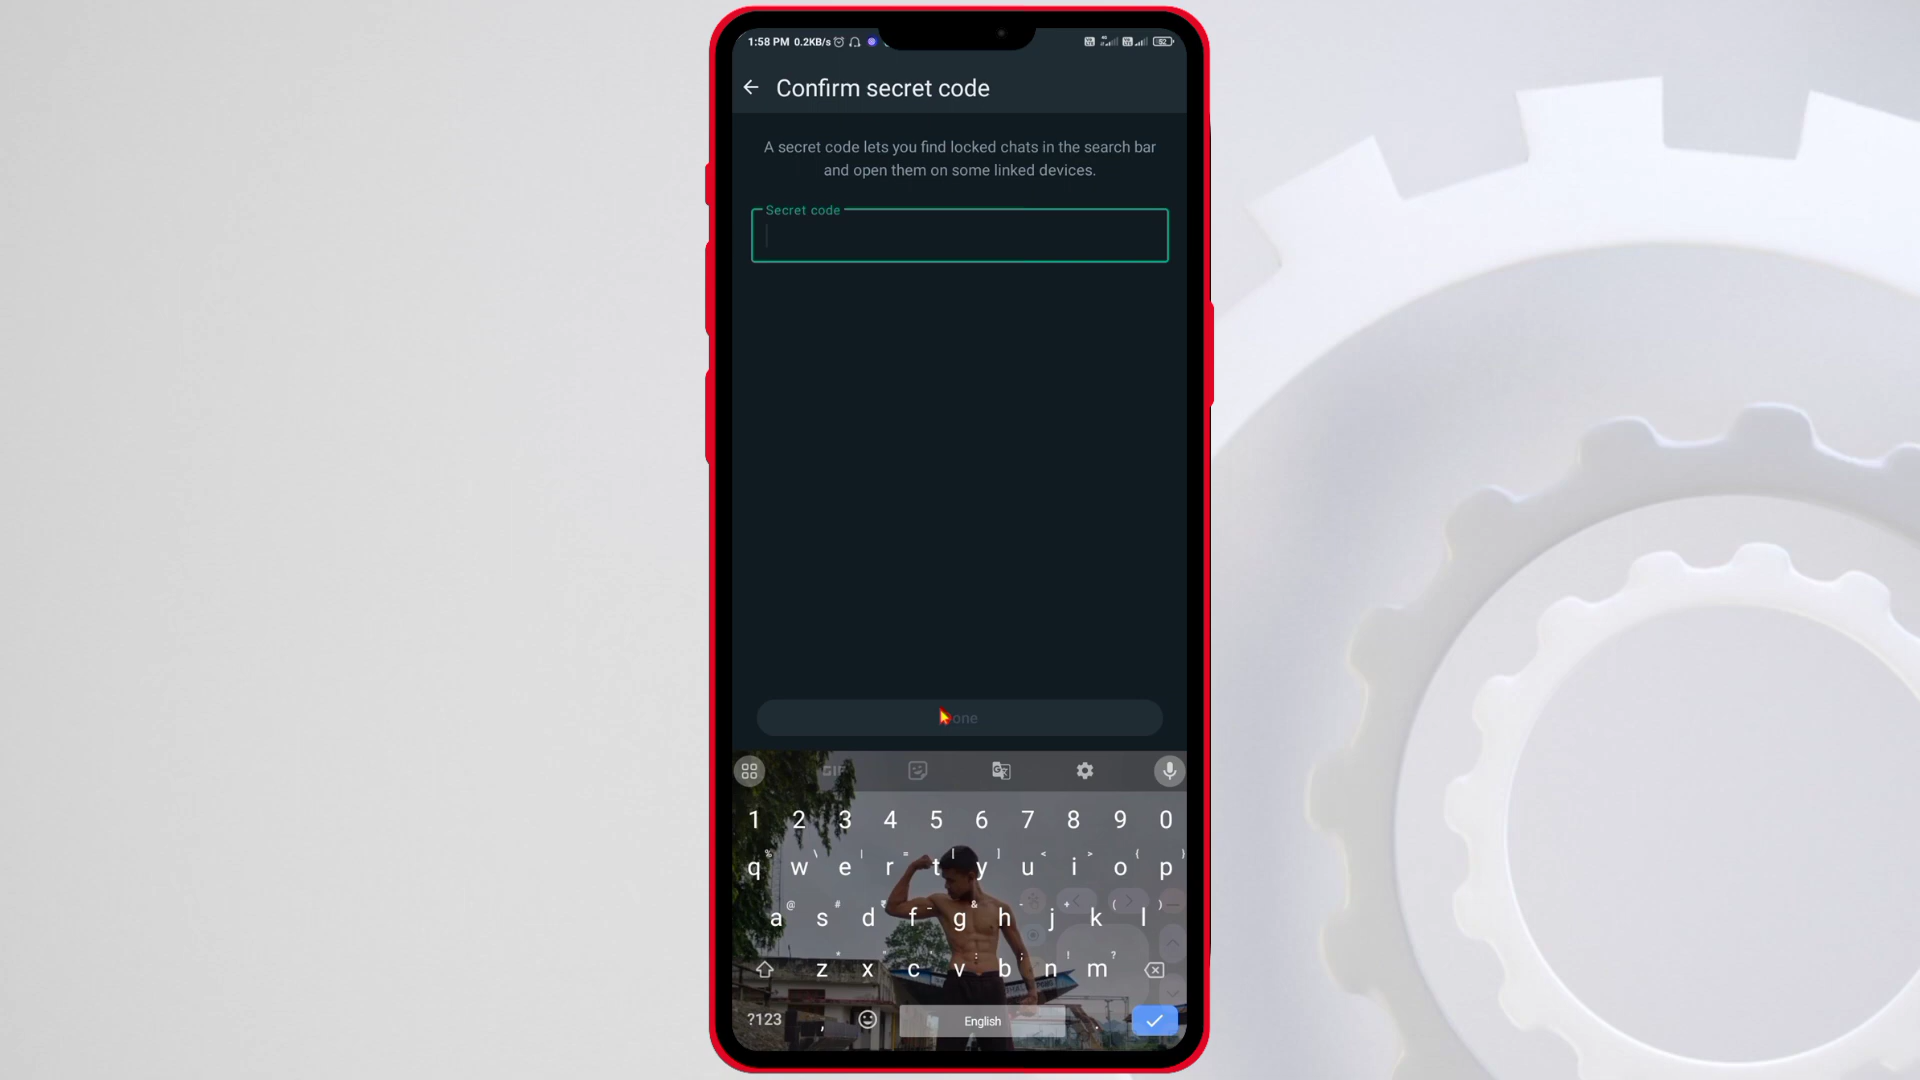 1:58 PM 0.2KB/s
Confirm secret code
A secret code lets you find locked chats in the search bar
and open them on some linked devices.
Secret code
one
GIF
1 2 3 4 5 6 7 8 9 0
q w e r t y u i o p
a s d f g h j k l
z x c v b n m
?123 , English .